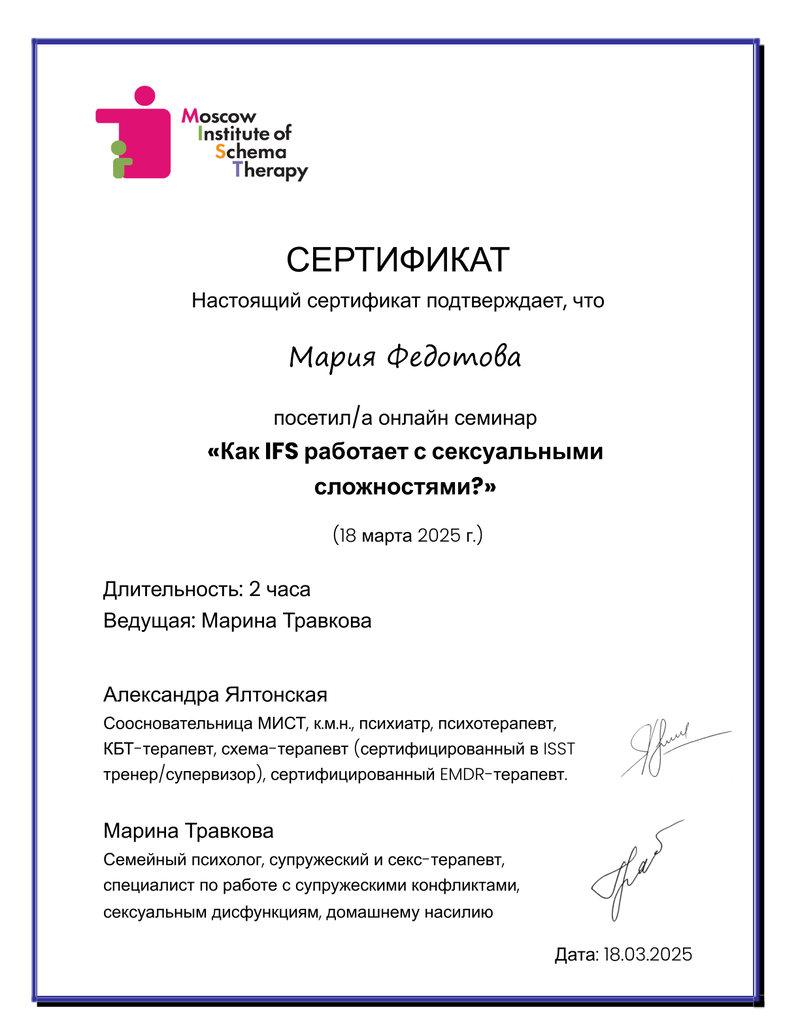 Moscow
Institute of
Schema
Therapy
СЕРТИФИКАТ
Настоящий сертификат подтверждает, что
Мария Федотова
посетил/а онлайн семинар
«Как IFS работает с сексуальными
сложностями?»
(18 марта 2025 г.)
Длительность: 2 часа
Ведущая: Марина Травкова
Александра Ялтонская
Соосновательница МИСТ, к.м.н., психиатр, психотерапевт,
КБТ-терапевт, схема-терапевт (сертифицированный в ISST
тренер/супервизор), сертифицированный EMDR-терапевт.
Марина Травкова
Семейный психолог, супружеский и секс-терапевт,
специалист по работе с супружескими конфликтами,
сексуальным дисфункциям, домашнему насилию
Дата: 18.03.2025